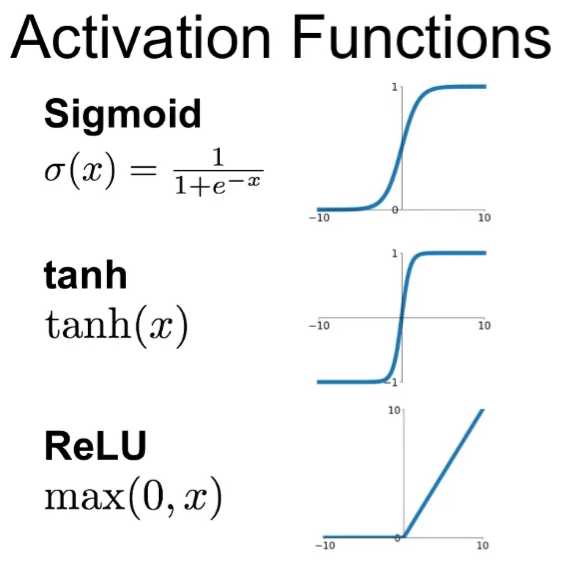 Activation Functions
Sigmoid
σ(x) = 1/(1+e^−x)
1
0
−10
10
tanh
tanh(x)
1
−10
10
−1
ReLU
max(0, x)
10
0
−10
10